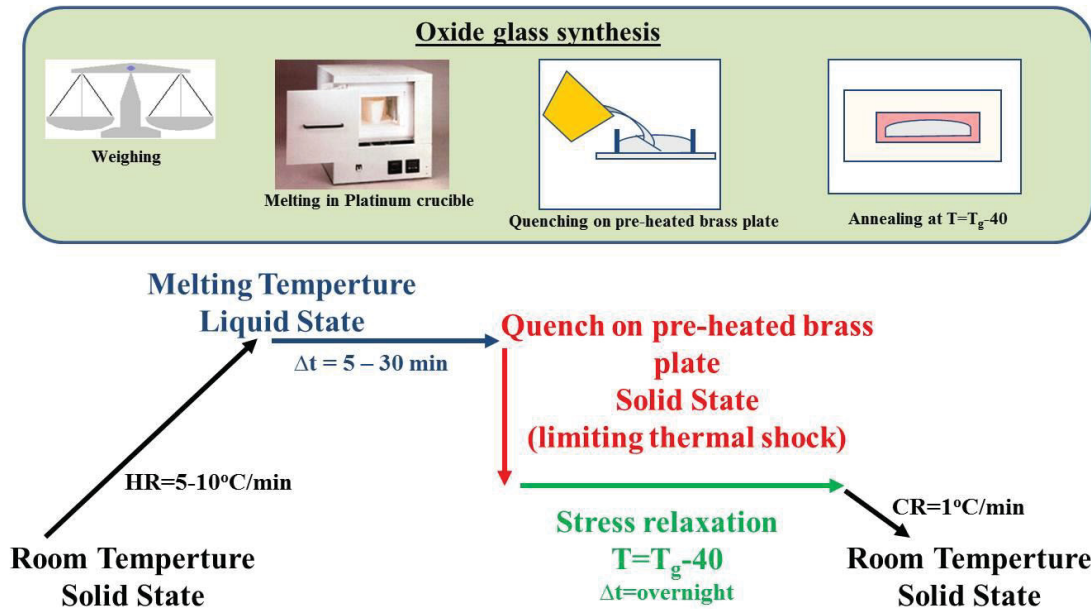 Oxide glass synthesis
Weighing
Melting in Platinum crucible
Quenching on pre-heated brass plate
Annealing at T=Tg-40
Melting Temperture
Liquid State
Δt = 5 – 30 min
Quench on pre-heated brass
plate
Solid State
(limiting thermal shock)
HR=5-10°C/min
CR=1°C/min
Stress relaxation
T=Tg-40
Δt=overnight
Room Temperture
Solid State
Room Temperture
Solid State